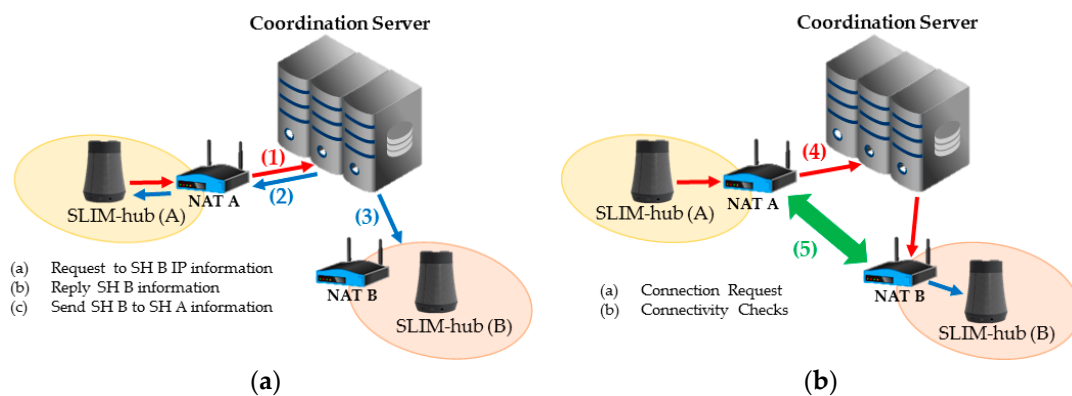 Coordination Server
(1)
(2)
NAT A
SLIM-hub (A)
(3)
(a) Request to SH B IP information
(b) Reply SH B information
(c) Send SH B to SH A information
NAT B
SLIM-hub (B)
(a)
Coordination Server
(4)
NAT A
SLIM-hub (A)
(5)
(a) Connection Request
(b) Connectivity Checks
NAT B
SLIM-hub (B)
(b)